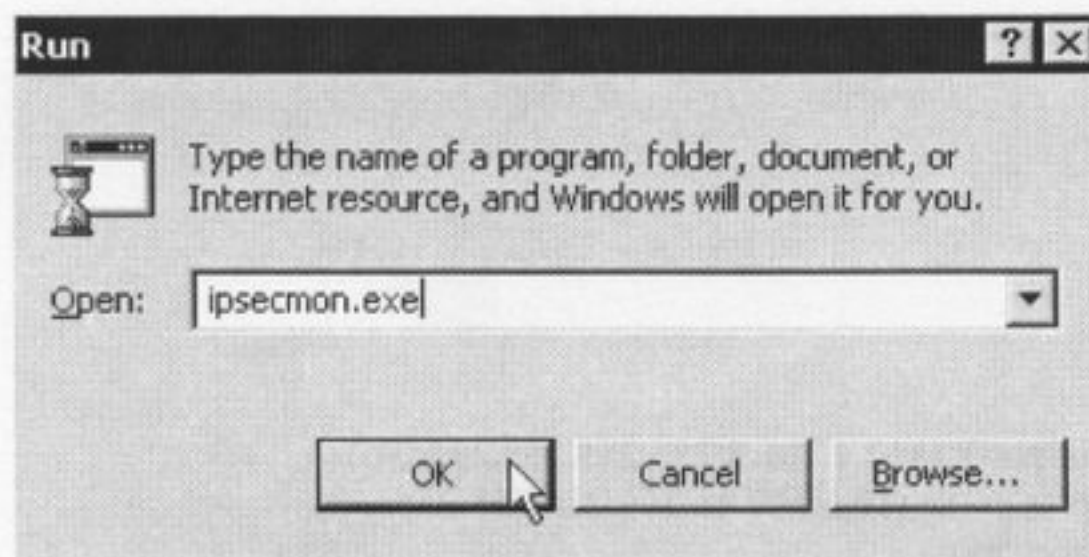 Run
Type the name of a program, folder, document, or
Internet resource, and Windows will open it for you.
Open: ipsecmon.exe
OK Cancel Browse...